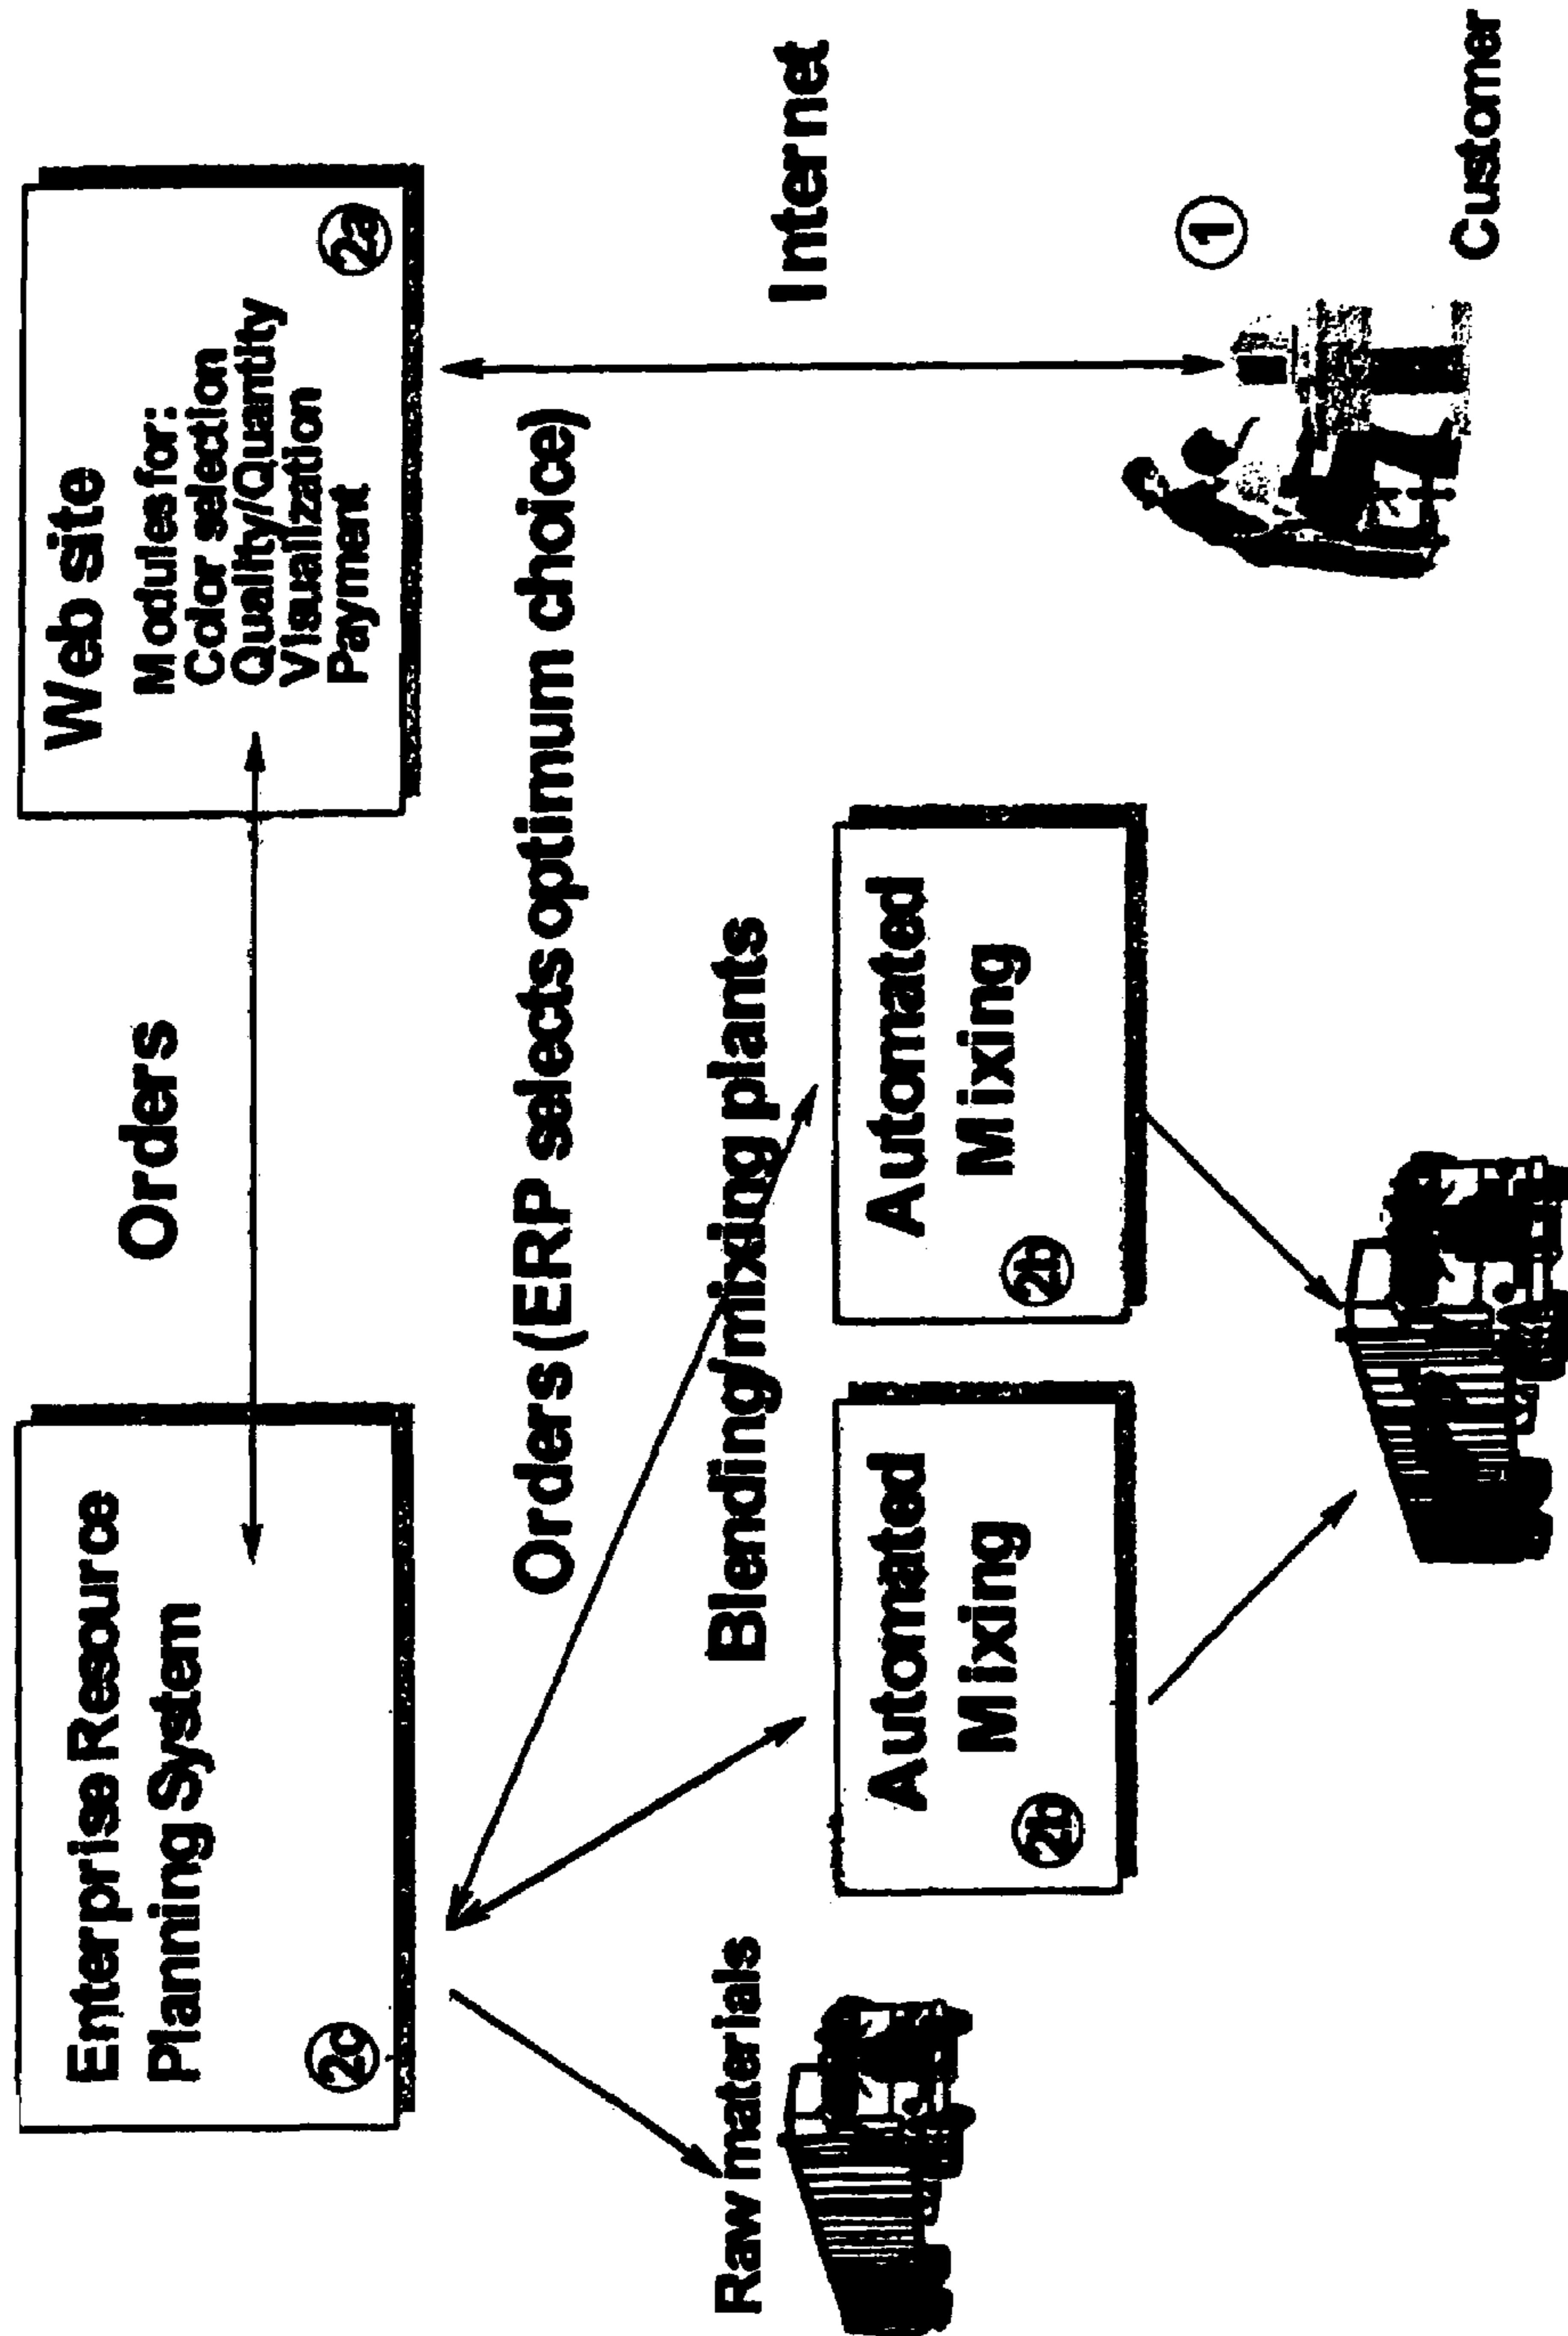 Enterprise Resource
Planning System
2c
Orders
Web site
Modules for:
Color selection
Quality/Quantity
Visualization
Payment
2a
Orders (ERP selects optimum choice)
Raw materials
Blending/mixing plants
Internet
Automated
Mixing
2b
Automated
Mixing
2b
1
Customer